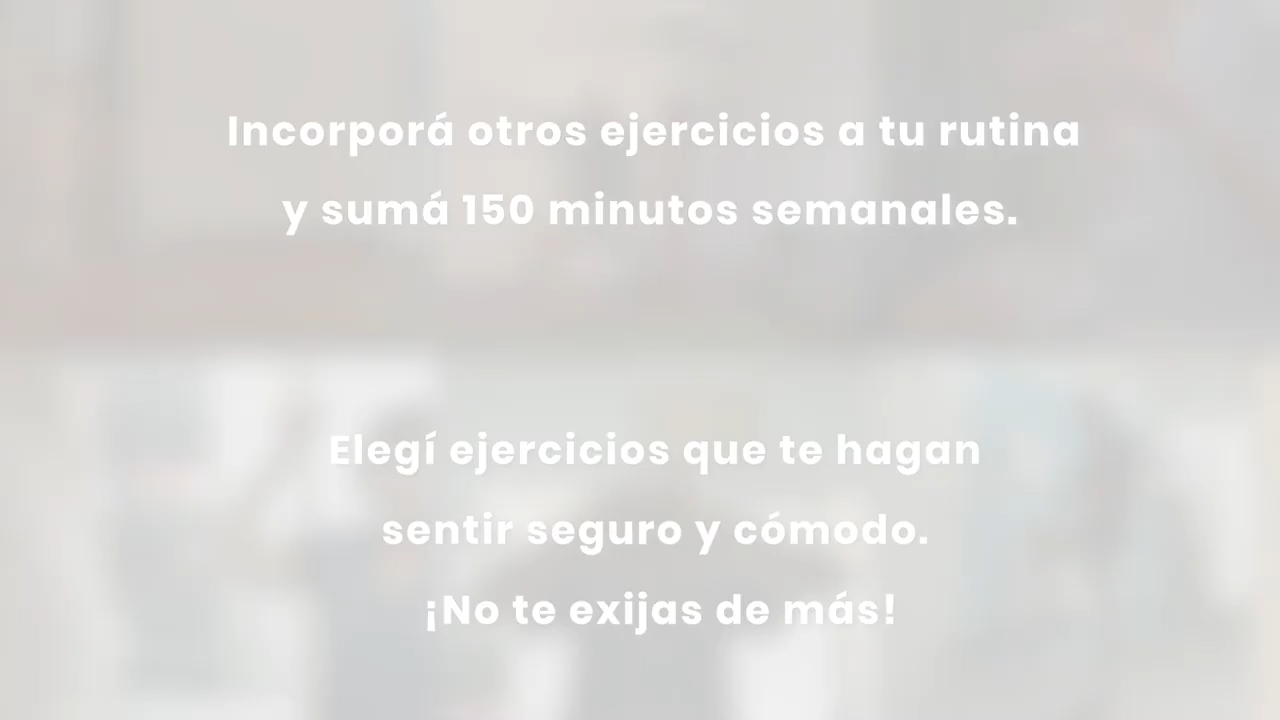 Incorporá otros ejercicios a tu rutina
y sumá 150 minutos semanales.
Elegí ejercicios que te hagan
sentir seguro y cómodo.
¡No te exijas de más!